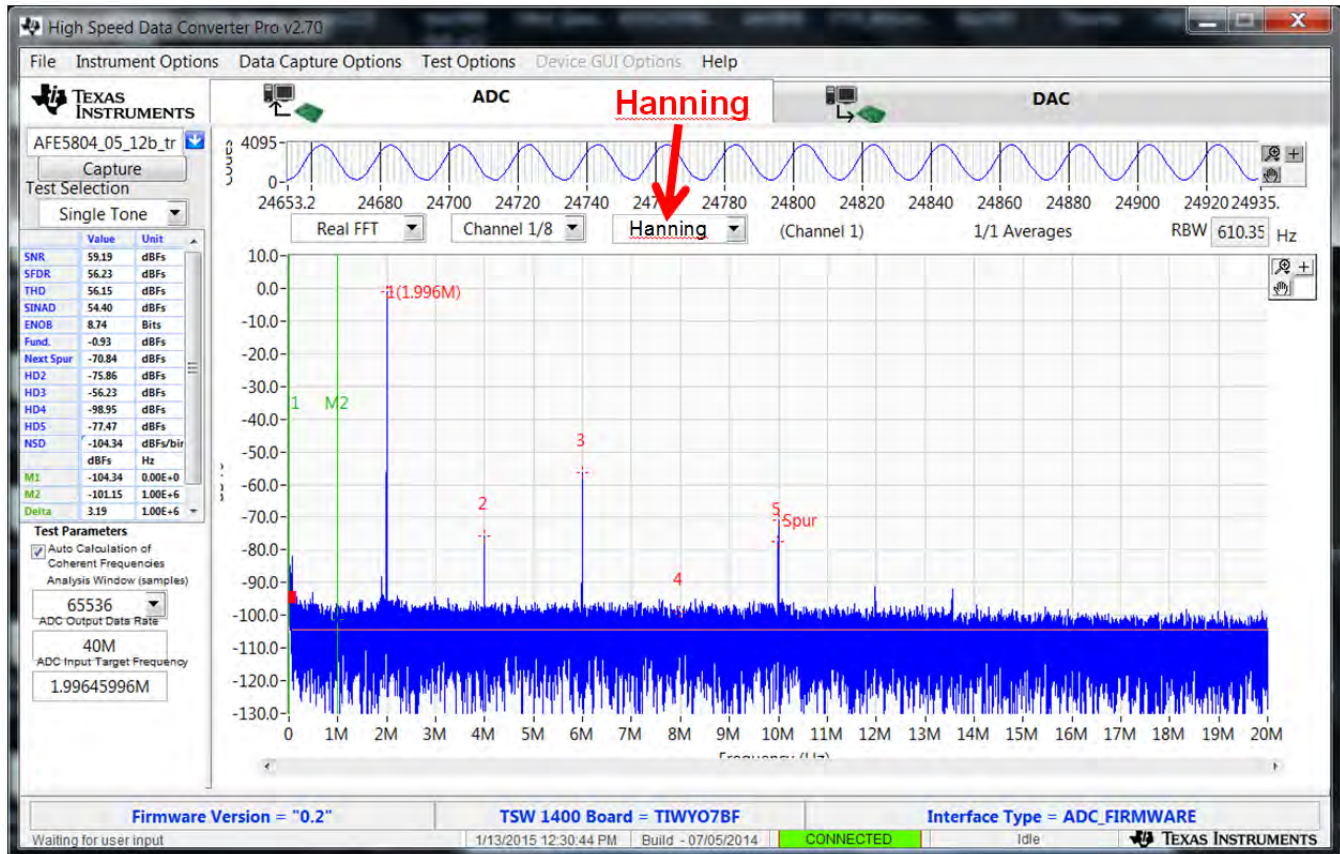 High Speed Data Converter Pro v2.70
File Instrument Options Data Capture Options Test Options Device GUI Options Help
TEXAS INSTRUMENTS
ADC
Hanning
DAC
AFE5804_05_12b_tr
Capture
Test Selection
Single Tone
Value Unit
SNR 59.19 dBFs
SFDR 56.23 dBFs
THD 56.15 dBFs
SINAD 54.40 dBFs
ENOB 8.74 Bits
Fund. -0.93 dBFs
Next Spur -70.84 dBFs
HD2 -75.86 dBFs
HD3 -56.23 dBFs
HD4 -98.95 dBFs
HD5 -77.47 dBFs
NSD -104.34 dBFs/bin
dBFs Hz
M1 -104.34 0.00E+0
M2 -101.15 1.00E+6
Delta 3.19 1.00E+6
Test Parameters
Auto Calculation of
Coherent Frequencies
Analysis Window (samples)
65536
ADC Output Data Rate
40M
ADC Input Target Frequency
1.99645996M
4095
0
24653.2 24680 24700 24720 24740 247 24780 24800 24820 24840 24860 24880 24900 24920 24935.
Real FFT Channel 1/8 Hanning (Channel 1) 1/1 Averages RBW 610.35 Hz
10.0
0.0
-10.0
-20.0
-30.0
-40.0
-50.0
-60.0
-70.0
-80.0
-90.0
-100.0
-110.0
-120.0
-130.0
1(1.996M)
1 M2
3
2
5
Spur
4
0 1M 2M 3M 4M 5M 6M 7M 8M 9M 10M 11M 12M 13M 14M 15M 16M 17M 18M 19M 20M
Firmware Version = "0.2" TSW 1400 Board = TIWYO7BF Interface Type = ADC_FIRMWARE
Waiting for user input 1/13/2015 12:30:44 PM Build - 07/05/2014 CONNECTED Idle TEXAS INSTRUMENTS